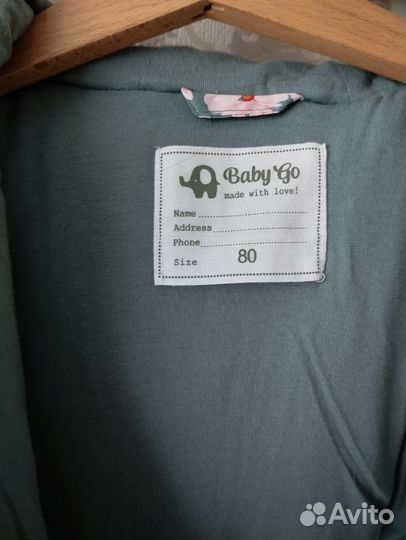 Baby Go
made with love!
Name
Address
Phone
Size 80
Avito